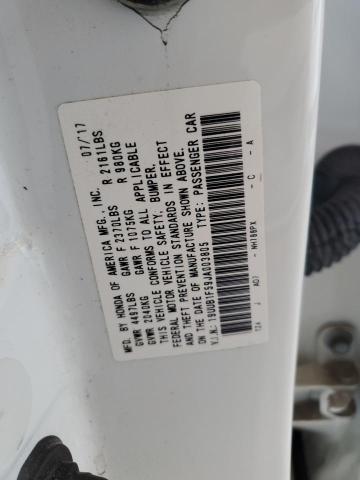 MFD. BY HONDA OF AMERICA MFG., INC. 07/17
GVWR 4497LBS GAWR F 2370LBS R 2161LBS
GVWR 2040KG GAWR F 1075KG R 980KG
THIS VEHICLE CONFORMS TO ALL APPLICABLE
FEDERAL MOTOR VEHICLE SAFETY, BUMPER,
AND THEFT PREVENTION STANDARDS IN EFFECT
ON THE DATE OF MANUFACTURE SHOWN ABOVE.
V.I.N.: 19UUB1F59JA003805 TYPE: PASSENGER CAR
TZ4 J A07 - NH188PX - C - A